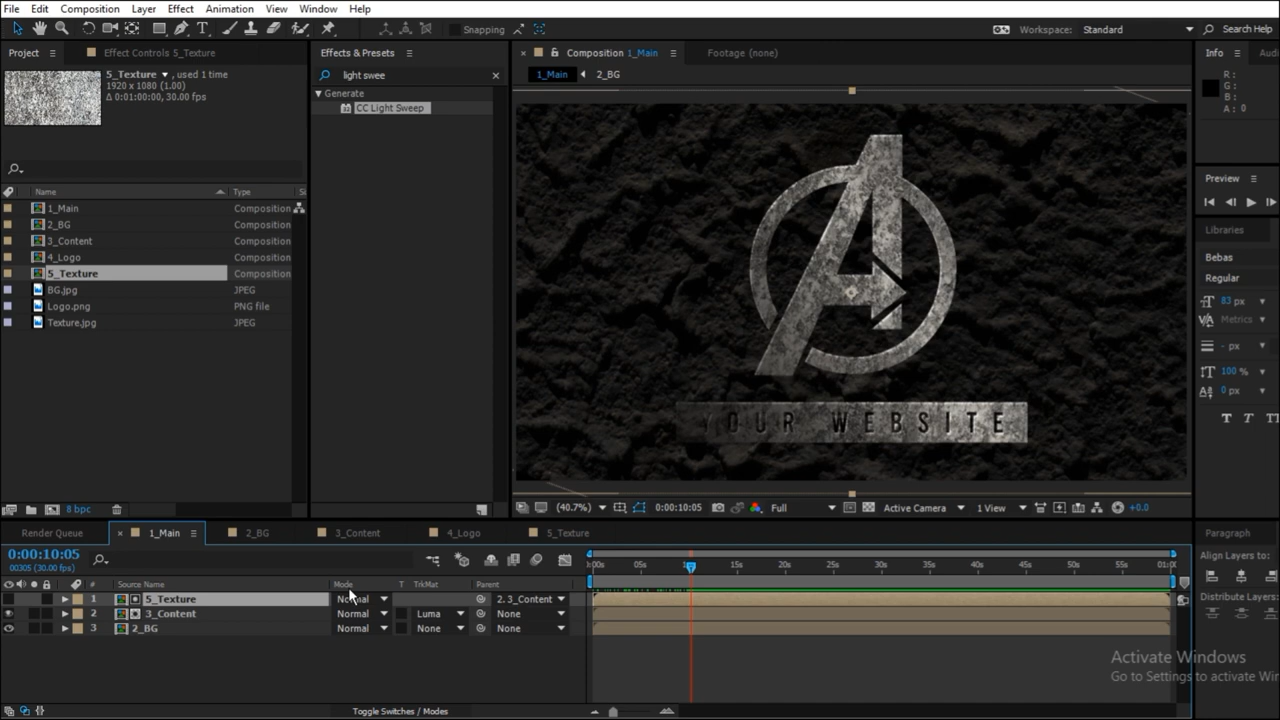 File Edit Composition Layer Effect Animation View Window Help
Snapping Workspace: Standard Search Help
Project Effect Controls 5_Texture Effects & Presets Composition 1_Main Footage (none) Info Aud
5_Texture , used 1 time
1920 x 1080 (1.00)
Δ 0:01:00:00, 30.00 fps
light swee
Generate
CC Light Sweep
1_Main 2_BG
R :
G :
B :
A : 0
Preview
Libraries
Bebas
Regular
83 px
Metrics
- px
100 %
0 px
T T TT
Name Type Si
1_Main Composition
2_BG Composition
3_Content Composition
4_Logo Composition
5_Texture Composition
BG.jpg JPEG
Logo.png PNG file
Texture.jpg JPEG
YOUR WEBSITE
8 bpc
(40.7%) 0:00:10:05 Full Active Camera 1 View +0.0
Render Queue 1_Main 2_BG 3_Content 4_Logo 5_Texture Paragraph
0:00:10:05
00305 (30.00 fps)
:00s 05s 15s 20s 25s 30s 35s 40s 45s 50s 55s 01:0
Align Layers to:
# Source Name Mode T TrkMat Parent
1 5_Texture Normal 2. 3_Content
2 3_Content Normal Luma None
3 2_BG Normal None None
Distribute Layers:
Activate Windows
Go to Settings to activate Win
Toggle Switches / Modes